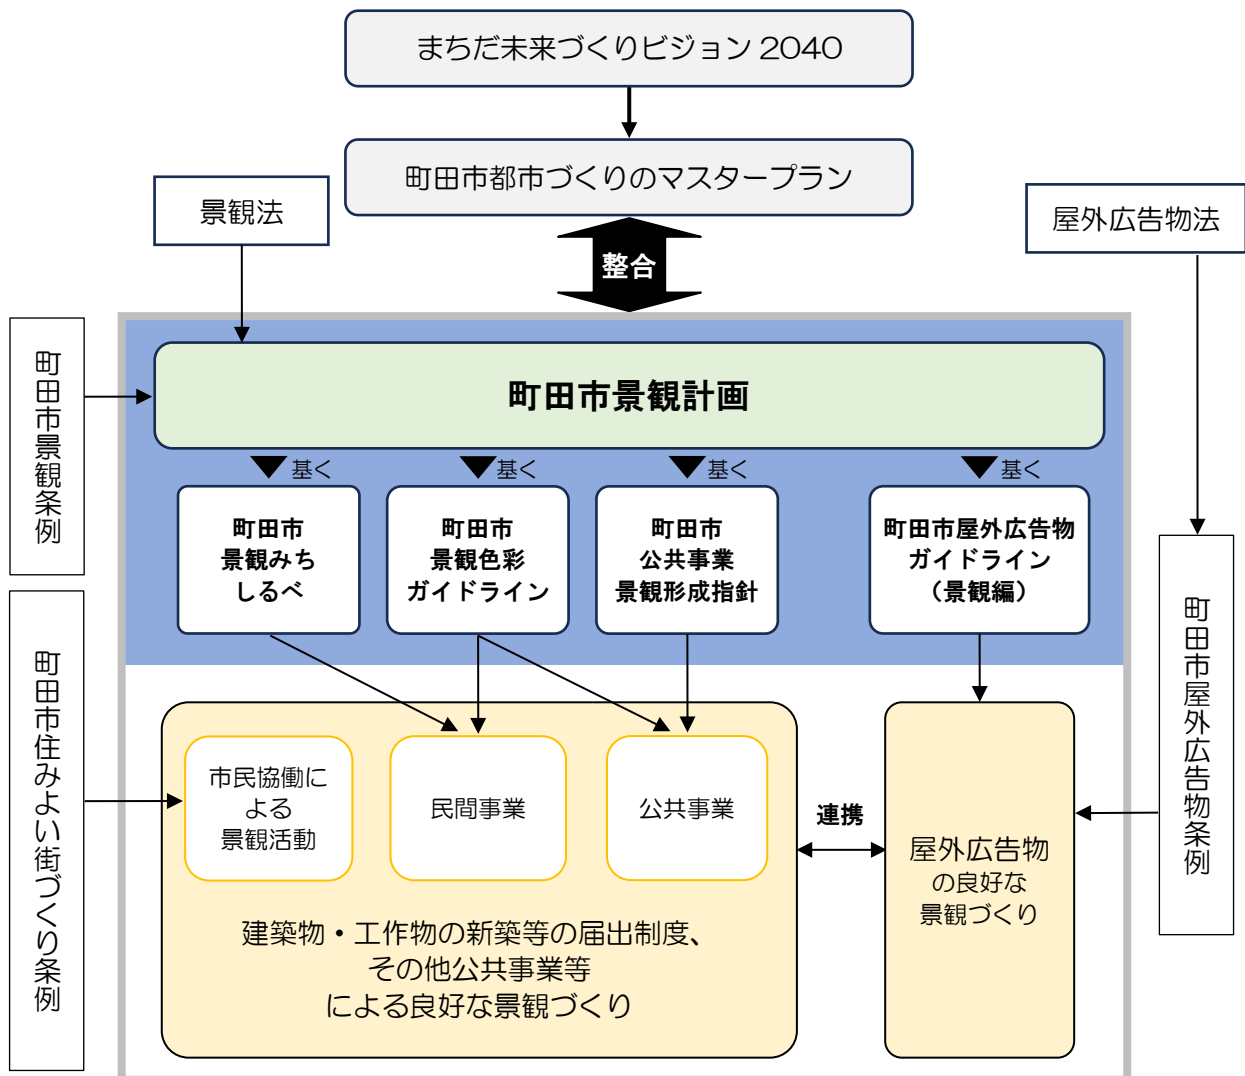 まちだ未来づくりビジョン 2040
町田市都市づくりのマスタープラン
景観法
屋外広告物法
整合
町田市景観条例
町田市景観計画
基く
基く
基く
基く
町田市
景観みち
しるべ
町田市
景観色彩
ガイドライン
町田市
公共事業
景観形成指針
町田市屋外広告物
ガイドライン
（景観編）
町田市住みよい街づくり条例
町田市屋外広告物条例
市民協働に
よる
景観活動
民間事業
公共事業
連携
屋外広告物
の良好な
景観づくり
建築物・工作物の新築等の届出制度、
その他公共事業等
による良好な景観づくり